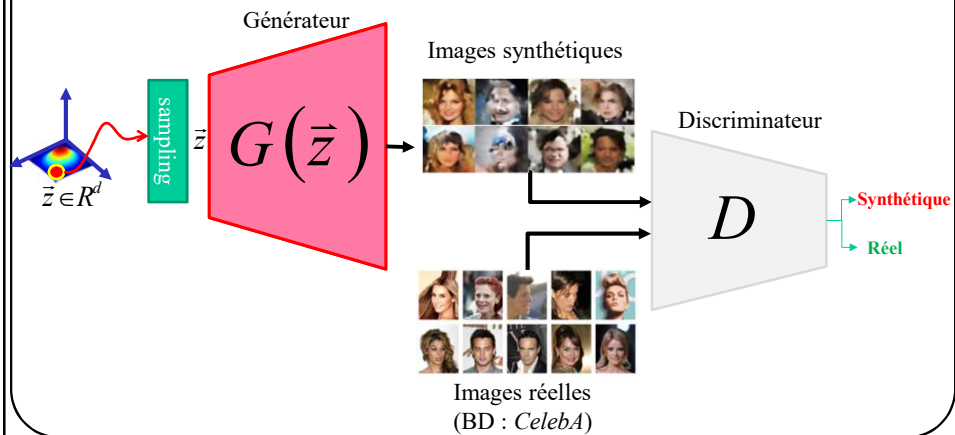 Générateur
Images synthétiques
sampling
z⃗
G(z⃗)
z⃗ ∈ R^d
Discriminateur
D
Synthétique
Réel
Images réelles
(BD : CelebA)